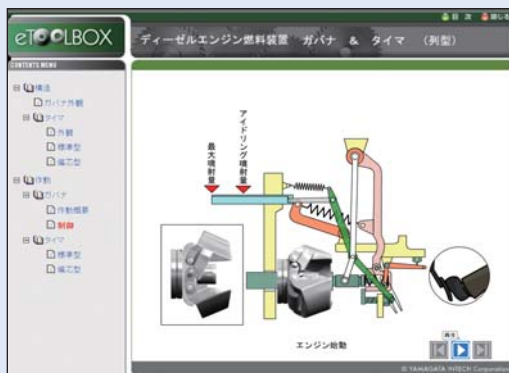 目 次 閉じる
eTOOLBOX
ディーゼルエンジン燃料装置 ガバナ & タイマ (列型)
CONTENTS MENU
構造
ガバナ外観
タイマ
外観
標準型
偏芯型
作動
ガバナ
作動概要
制御
タイマ
標準型
偏芯型
最大噴射量
アイドリング噴射量
エンジン始動
再生
© YAMAGATA INTECH Corporation